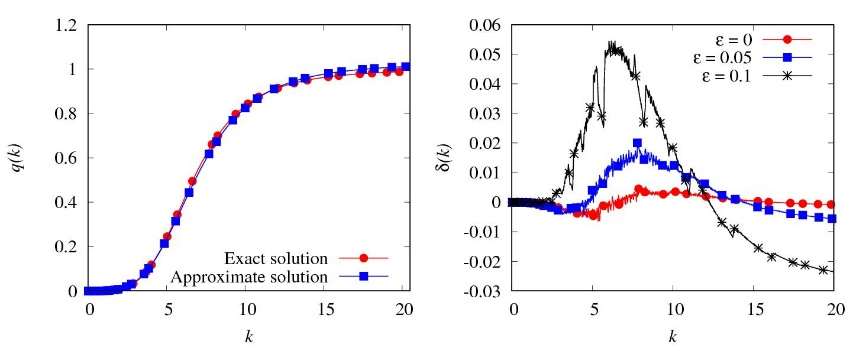 1.2
1
0.8
0.6
0.4
0.2
0
q(k)
0 5 10 15 20
k
Exact solution
Approximate solution
0.06
0.05
0.04
0.03
0.02
0.01
0
-0.01
-0.02
-0.03
δ(k)
0 5 10 15 20
k
ε = 0
ε = 0.05
ε = 0.1